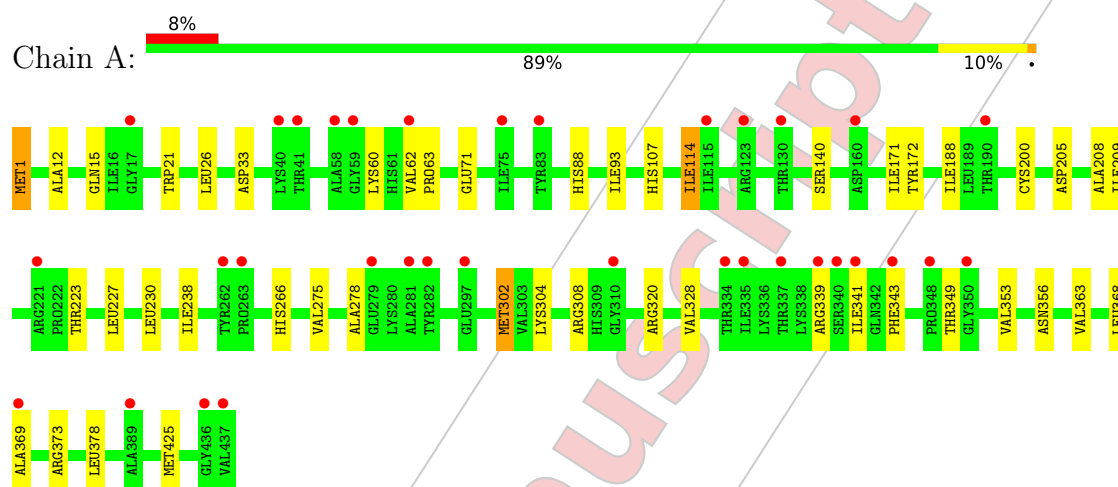 8%
Chain A:
89% 10% •
MET1 ALA12 GLN15 ILE16 GLY17 TRP21 LEU26 ASP33 LYS40 THR41 ALA58 GLY59 LYS60 HIS61 VAL62 PRO63 GLU71 ILE75 TYR83 HIS88 ILE93 HIS107 ILE114 ILE115 ARG123 THR130 SER140 ASP160 ILE171 TYR172 ILE188 LEU189 THR190 CYS200 ASP205 ALA208 ILE209
ARG221 PRO222 THR223 LEU227 LEU230 ILE238 TYR262 PRO263 HIS266 VAL275 ALA278 GLU279 LYS280 ALA281 TYR282 GLU297 MET302 VAL303 LYS304 ARG308 HIS309 GLY310 ARG320 VAL328 THR334 ILE335 LYS336 THR337 LYS338 ARG339 SER340 ILE341 GLN342 PHE343 PRO348 THR349 GLY350 VAL353 ASN356 VAL363 LEU368
ALA369 ARG373 LEU378 ALA389 MET425 GLY436 VAL437
uscript